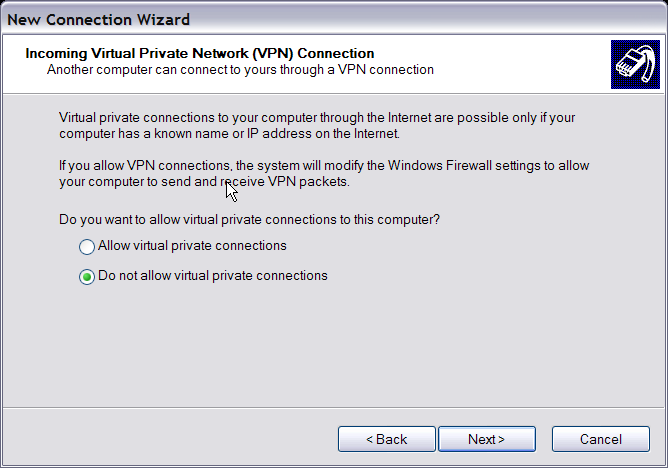 New Connection Wizard
Incoming Virtual Private Network (VPN) Connection
Another computer can connect to yours through a VPN connection
Virtual private connections to your computer through the Internet are possible only if your
computer has a known name or IP address on the Internet.
If you allow VPN connections, the system will modify the Windows Firewall settings to allow
your computer to send and receive VPN packets.
Do you want to allow virtual private connections to this computer?
Allow virtual private connections
Do not allow virtual private connections
< Back Next > Cancel